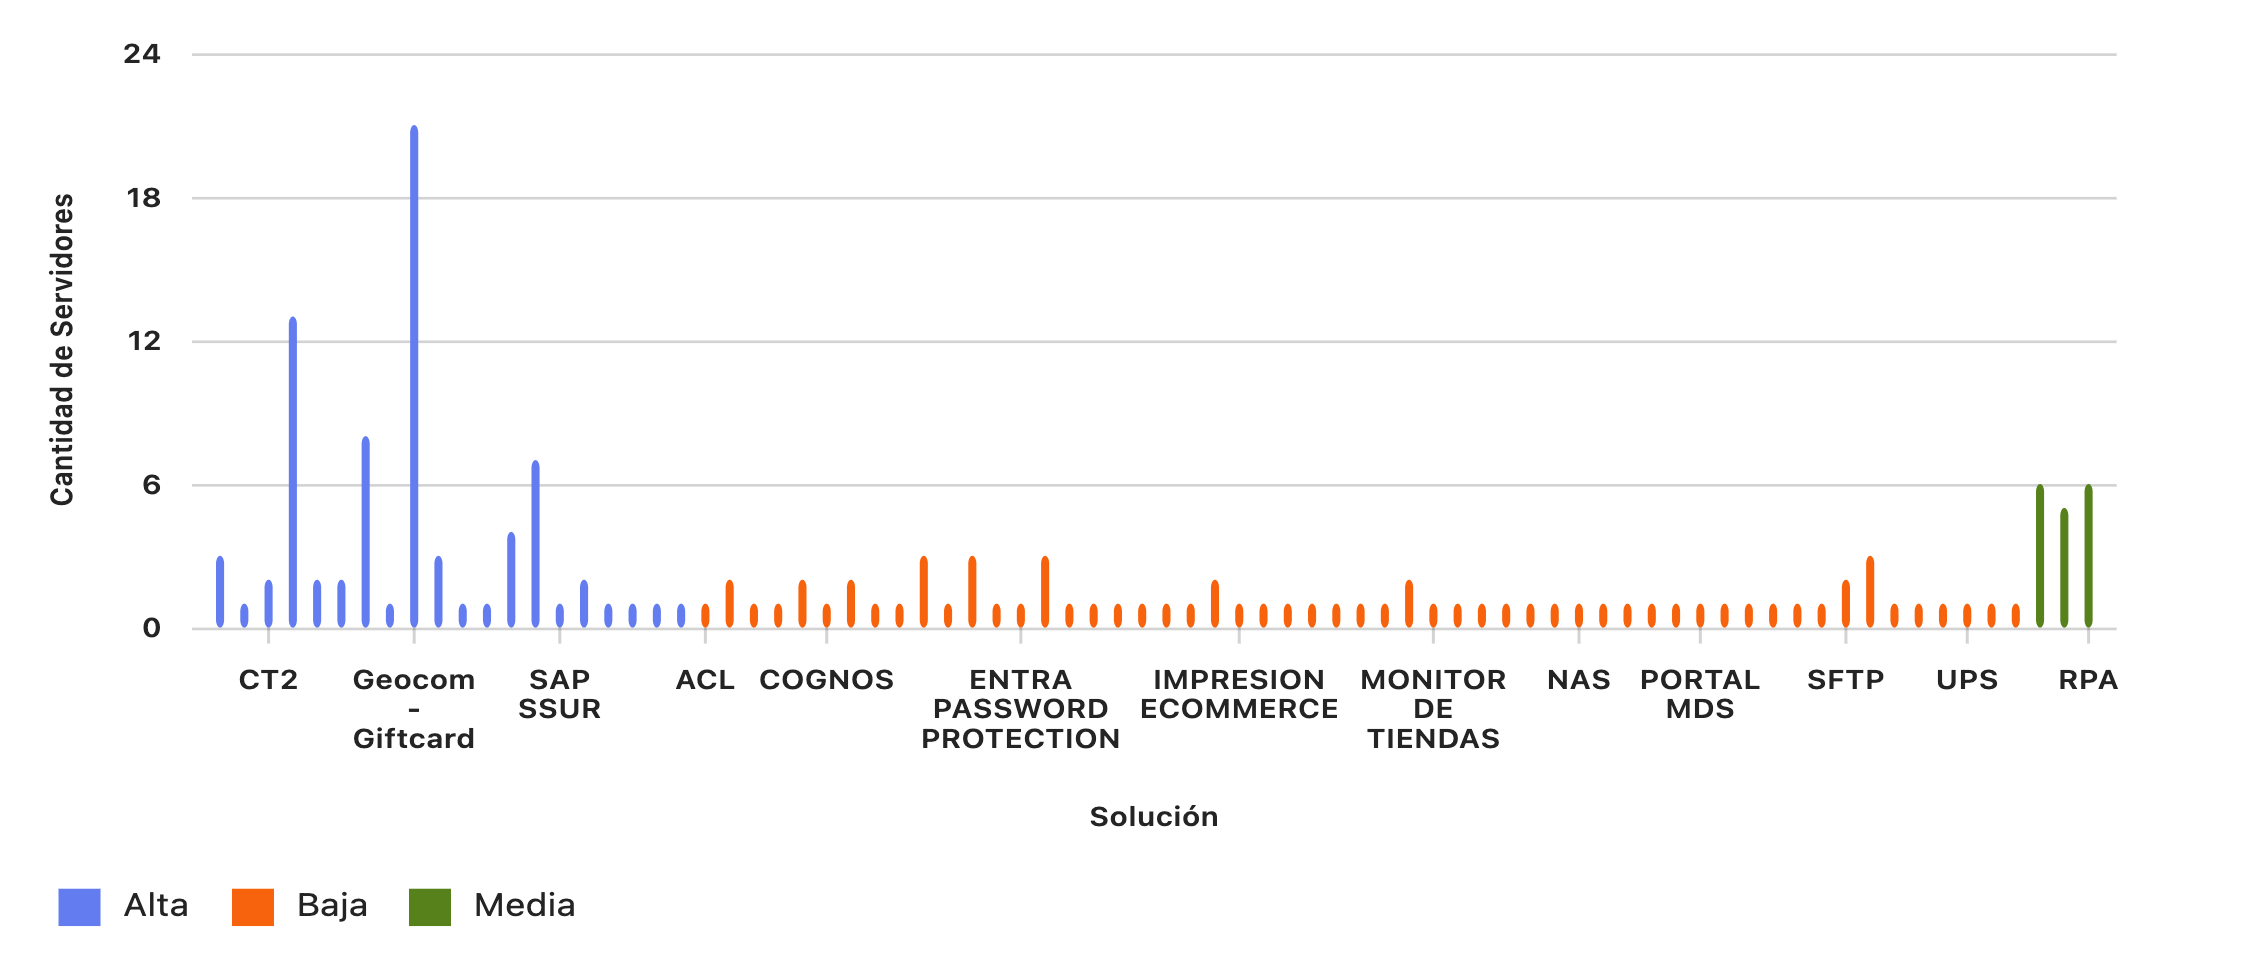 24
18
12
6
0
Cantidad de Servidores
CT2
Geocom
-
Giftcard
SAP
SSUR
ACL
COGNOS
ENTRA
PASSWORD
PROTECTION
IMPRESION
ECOMMERCE
MONITOR
DE
TIENDAS
NAS
PORTAL
MDS
SFTP
UPS
RPA
Solución
Alta
Baja
Media